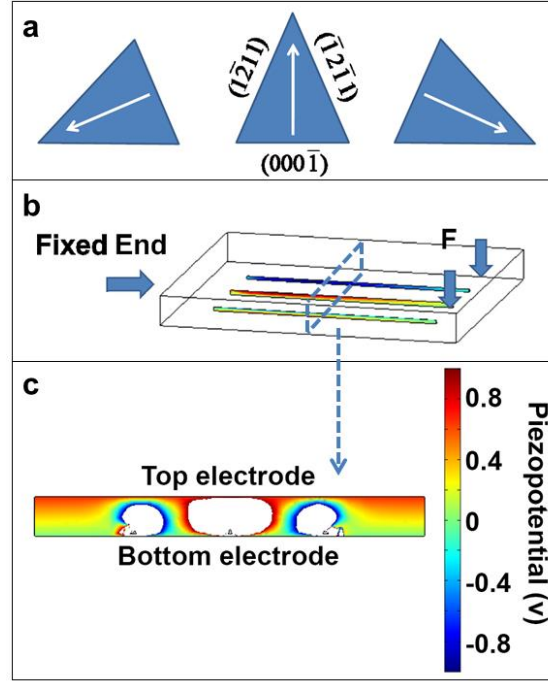 a
(1̄2̄11)
(1̄21̄1)
(0001̄)
b
Fixed End
F
c
Top electrode
Bottom electrode
0.8
0.4
0
-0.4
-0.8
Piezopotential (v)